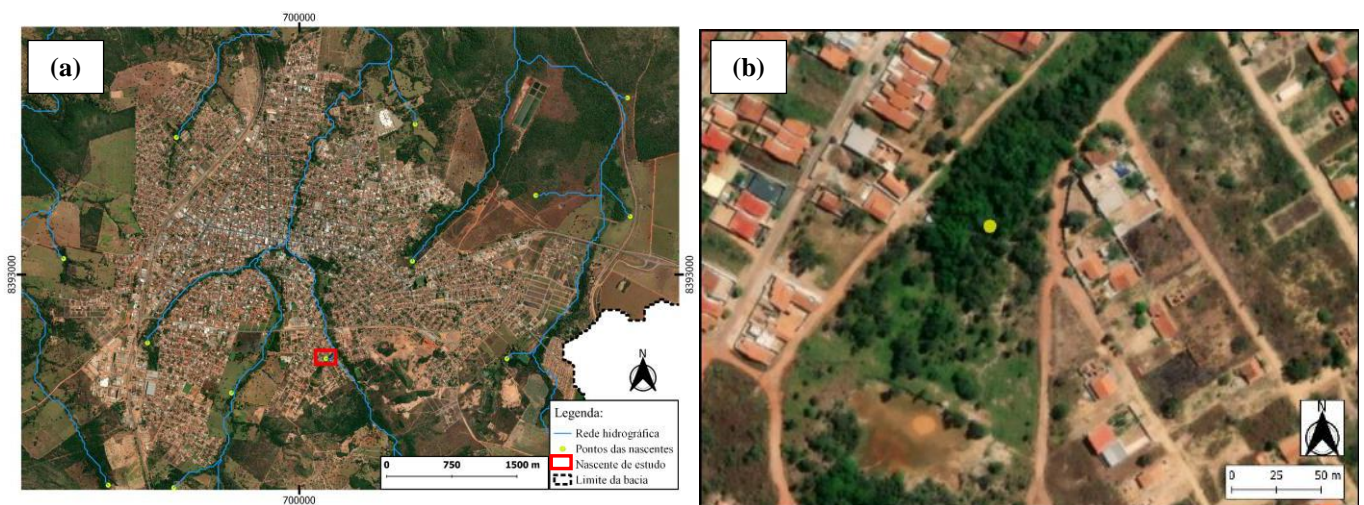 700000
(a)
(b)
8393000
8393000
N
Legenda:
Rede hidrográfica
Pontos das nascentes
Nascente de estudo
Limite da bacia
0 750 1500 m
700000
N
0 25 50 m